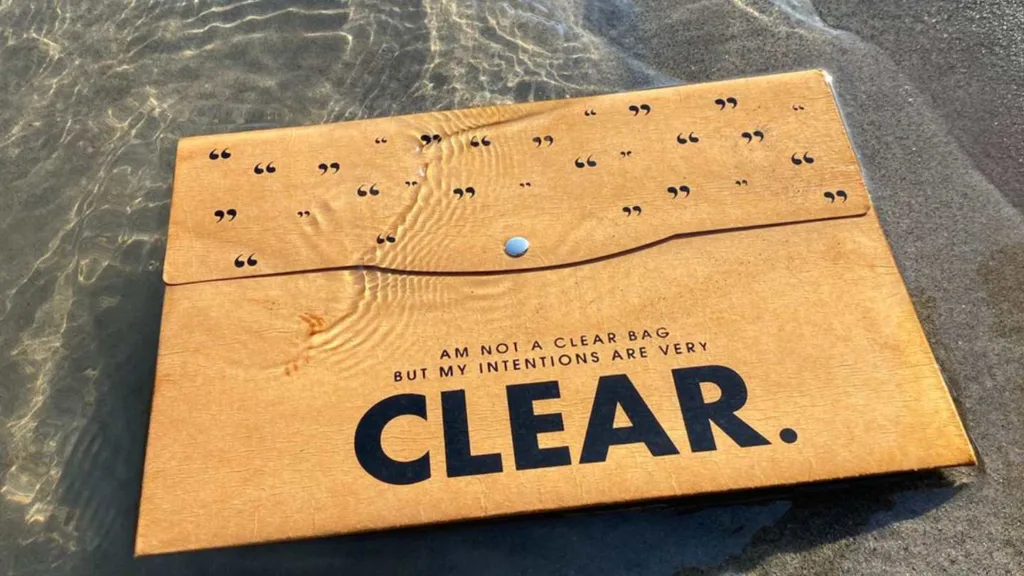 AM NOT A CLEAR BAG
BUT MY INTENTIONS ARE VERY
CLEAR.